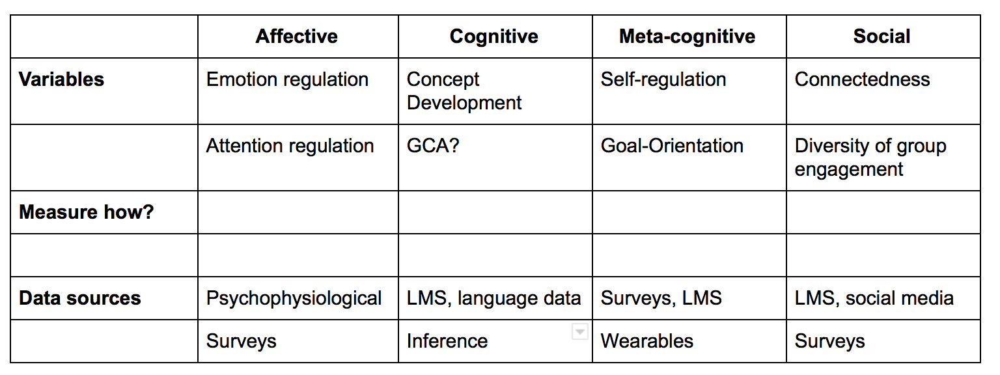 Affective Cognitive Meta-cognitive Social
Variables Emotion regulation Concept Self-regulation Connectedness
Development
Attention regulation GCA? Goal-Orientation Diversity of group
engagement
Measure how?
Data sources Psychophysiological LMS, language data Surveys, LMS LMS, social media
Surveys Inference Wearables Surveys